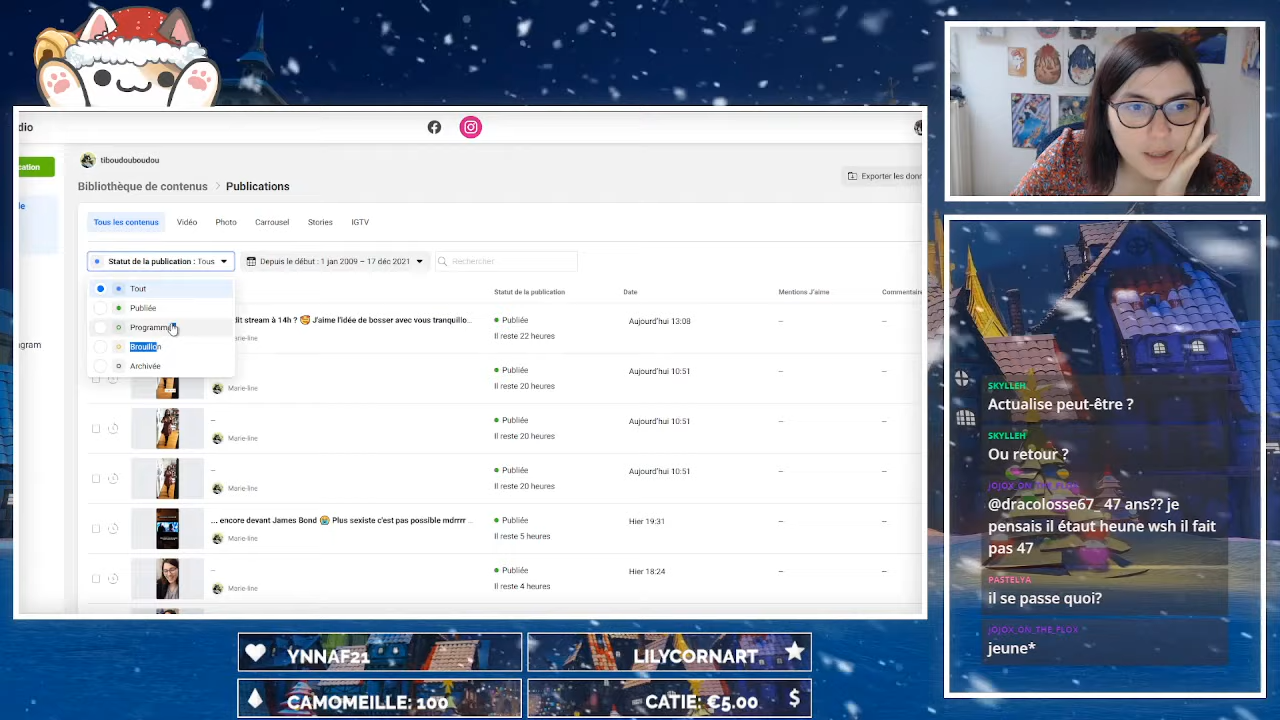 dio
tiboudouboudou
cation
Bibliothèque de contenus > Publications
Exporter les donn
le
Tous les contenus
Vidéo
Photo
Carrousel
Stories
IGTV
Statut de la publication : Tous
Depuis le début : 1 jan 2009 – 17 déc 2021
Rechercher
Tout
Publiée
Programm
Brouillon
Archivée
agram
Statut de la publication
Date
Mentions J'aime
Commentaire
dit stream à 14h ? 🥰 J'aime l'idée de bosser avec vous tranquillo...
Publiée
Aujourd'hui 13:08
–
–
Il reste 22 heures
Publiée
Aujourd'hui 10:51
–
–
Marie-line
Il reste 20 heures
–
Publiée
Aujourd'hui 10:51
–
–
Marie-line
Il reste 20 heures
–
Publiée
Aujourd'hui 10:51
–
–
Marie-line
Il reste 20 heures
... encore devant James Bond 😭 Plus sexiste c'est pas possible mdrrrr ...
Publiée
Hier 19:31
–
–
Marie-line
Il reste 5 heures
–
Publiée
Hier 18:24
–
–
Marie-line
Il reste 4 heures
SKYLLEH
Actualise peut-être ?
SKYLLEH
Ou retour ?
JOJOX_ON_THE_FLOX
@dracolosse67_ 47 ans?? je
pensais il étaut heune wsh il fait
pas 47
PASTELYA
il se passe quoi?
JOJOX_ON_THE_FLOX
jeune*
YNNAF21
LILYCORNART
CAMOMEILLE: 100
CATIE: €5.00
$